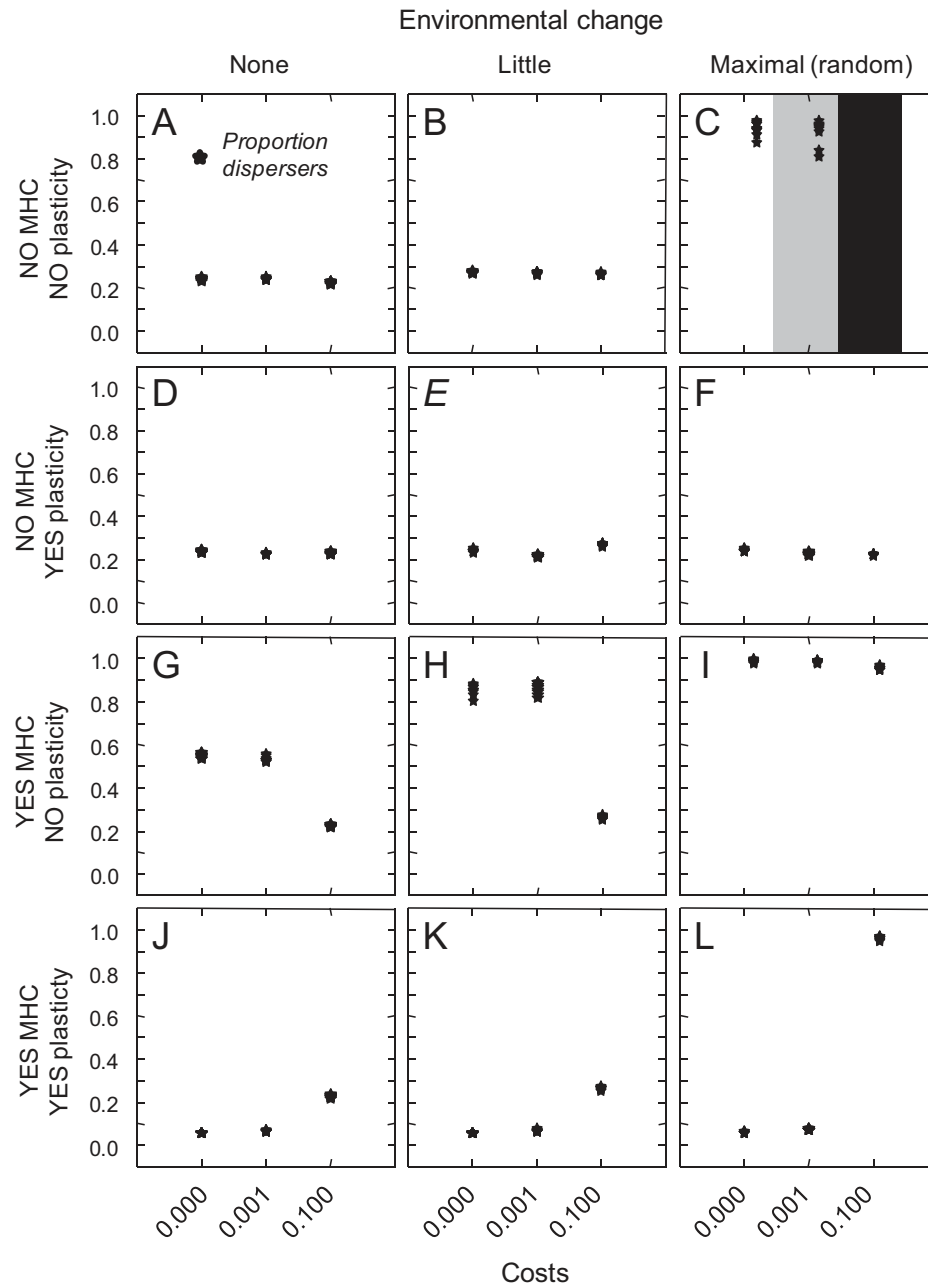 Environmental change
None Little Maximal (random)
NO MHC
NO plasticity
A
Proportion
dispersers
B
C
1.0
0.8
0.6
0.4
0.2
0.0
NO MHC
YES plasticity
D
E
F
1.0
0.8
0.6
0.4
0.2
0.0
YES MHC
NO plasticity
G
H
I
1.0
0.8
0.6
0.4
0.2
0.0
YES MHC
YES plasticty
J
K
L
1.0
0.8
0.6
0.4
0.2
0.0
0.000 0.001 0.100 0.000 0.001 0.100 0.000 0.001 0.100
Costs